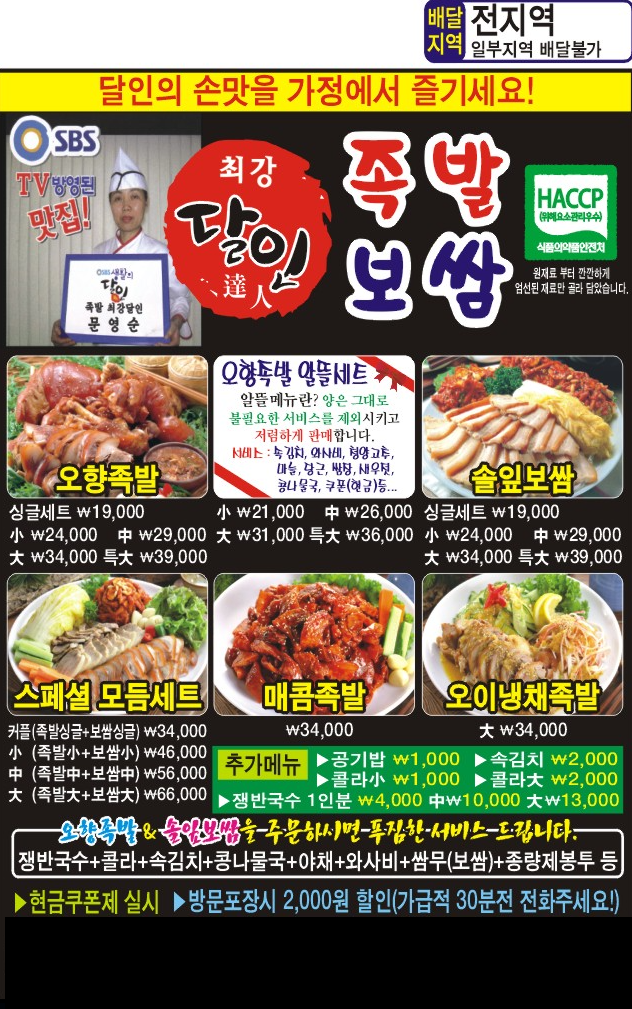 배달 지역
전지역
일부지역 배달불가
달인의 손맛을 가정에서 즐기세요!
SBS
TV방영된
맛집!
SBS 생활의
달인
족발 최강달인
문영순
최강
달인
達人
족발
보쌈
HACCP
(위해요소관리우수)
식품의약품안전처
원재료 부터 깐깐하게
엄선된 재료만 골라 담았습니다.
오향족발
싱글세트 ₩19,000
小 ₩24,000 中 ₩29,000
大 ₩34,000 특大 ₩39,000
오향족발 알뜰세트
알뜰메뉴란? 양은 그대로
불필요한 서비스를 제외시키고
저렴하게 판매합니다.
서비스 : 속김치, 와사비, 청양고추,
마늘, 당근, 쌈장, 새우젓,
콩나물국, 쿠폰(현금)등...
小 ₩21,000 中 ₩26,000
大 ₩31,000 특大 ₩36,000
솔잎보쌈
싱글세트 ₩19,000
小 ₩24,000 中 ₩29,000
大 ₩34,000 특大 ₩39,000
스페셜 모듬세트
커플(족발싱글+보쌈싱글) ₩34,000
小 (족발小+보쌈小) ₩46,000
中 (족발中+보쌈中) ₩56,000
大 (족발大+보쌈大) ₩66,000
매콤족발
₩34,000
오이냉채족발
大 ₩34,000
추가메뉴
▶공기밥 ₩1,000 ▶속김치 ₩2,000
▶콜라小 ₩1,000 ▶콜라大 ₩2,000
▶쟁반국수 1인분 ₩4,000 中₩10,000 大₩13,000
오향족발 & 솔잎보쌈을 주문하시면 푸짐한 서비스 드립니다.
쟁반국수+콜라+속김치+콩나물국+야채+와사비+쌈무(보쌈)+종량제봉투 등
▶현금쿠폰제 실시 ▶방문포장시 2,000원 할인(가급적 30분전 전화주세요!)